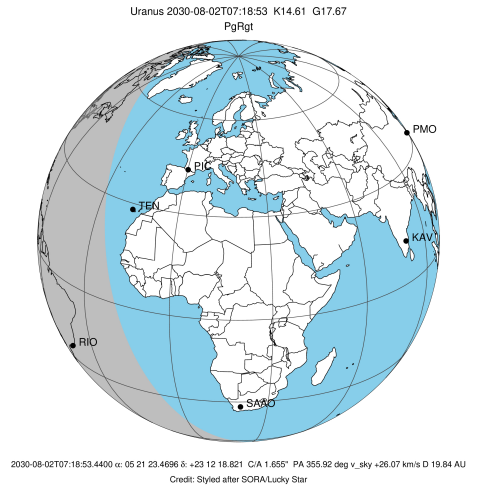 Uranus 2030-08-02T07:18:53 K14.61 G17.67
PgRgt
PMO
PIC
TEN
KAV
RIO
SAAO
2030-08-02T07:18:53.4400 α: 05 21 23.4696 δ: +23 12 18.821 C/A 1.655" PA 355.92 deg v_sky +26.07 km/s D 19.84 AU
Credit: Styled after SORA/Lucky Star